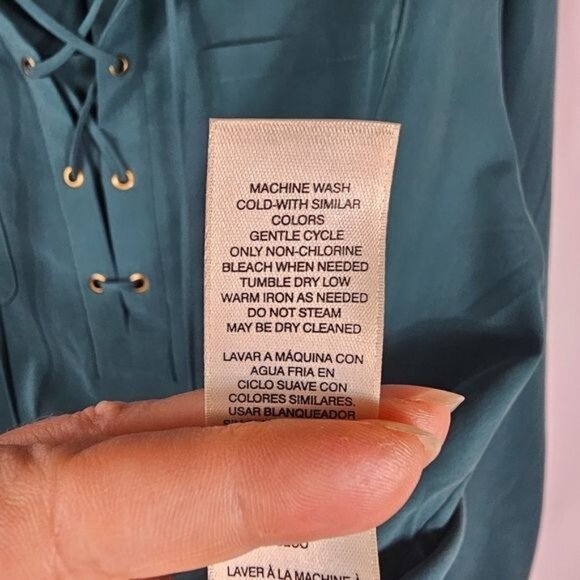 MACHINE WASH
COLD-WITH SIMILAR
COLORS
GENTLE CYCLE
ONLY NON-CHLORINE
BLEACH WHEN NEEDED
TUMBLE DRY LOW
WARM IRON AS NEEDED
DO NOT STEAM
MAY BE DRY CLEANED
LAVAR A MÁQUINA CON
AGUA FRIA EN
CICLO SUAVE CON
COLORES SIMILARES.
USAR BLANQUEADOR
LAVER À LA MACHINE À